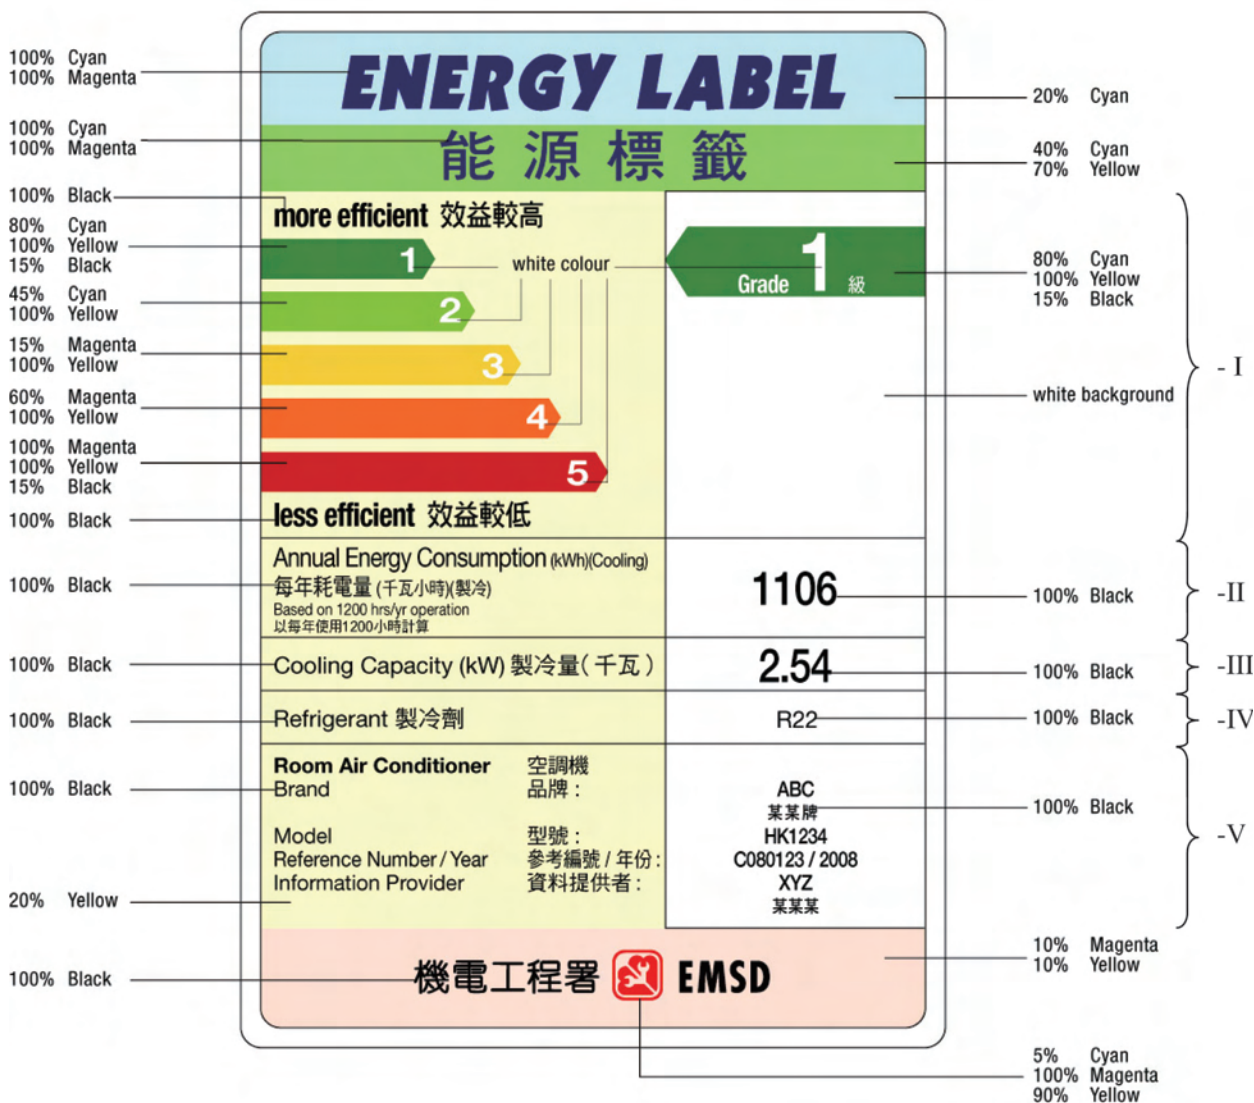 100% Cyan
100% Magenta
ENERGY LABEL
20% Cyan
100% Cyan
100% Magenta
能源標籤
40% Cyan
70% Yellow
100% Black
more efficient 效益較高
80% Cyan
100% Yellow
15% Black
1
white colour
1
Grade 級
80% Cyan
100% Yellow
15% Black
45% Cyan
100% Yellow
2
15% Magenta
100% Yellow
3
- I
white background
60% Magenta
100% Yellow
4
100% Magenta
100% Yellow
15% Black
5
100% Black
less efficient 效益較低
Annual Energy Consumption (kWh)(Cooling)
每年耗電量 (千瓦小時)(製冷)
Based on 1200 hrs/yr operation
以每年使用1200小時計算
100% Black
1106
100% Black
-II
100% Black
Cooling Capacity (kW) 製冷量(千瓦)
2.54
100% Black
-III
100% Black
Refrigerant 製冷劑
R22
100% Black
-IV
Room Air Conditioner 空調機
100% Black
Brand 品牌 :
ABC
某某牌
100% Black
Model 型號 :
HK1234
-V
Reference Number / Year 參考編號 / 年份 :
C080123 / 2008
Information Provider 資料提供者 :
XYZ
某某某
20% Yellow
10% Magenta
10% Yellow
100% Black
機電工程署 EMSD
5% Cyan
100% Magenta
90% Yellow